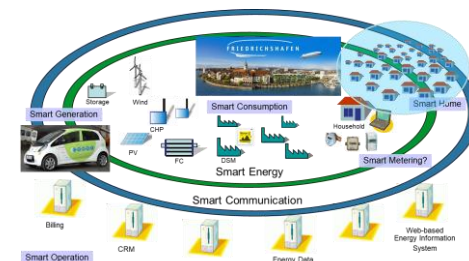 FRIEDRICHSHAFEN
Storage
Wind
Smart Generation
Smart Consumption
Smart Home
CHP
Household
PV
FC
DSM
Smart Metering?
Smart Energy
Smart Communication
Billing
CRM
Web-based
Energy Information
System
Smart Operation
Energy Data